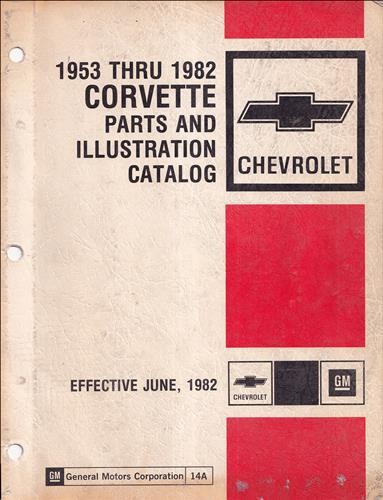 1953 THRU 1982
CORVETTE
PARTS AND
ILLUSTRATION
CATALOG
CHEVROLET
EFFECTIVE JUNE, 1982
CHEVROLET
GM
GM General Motors Corporation 14A